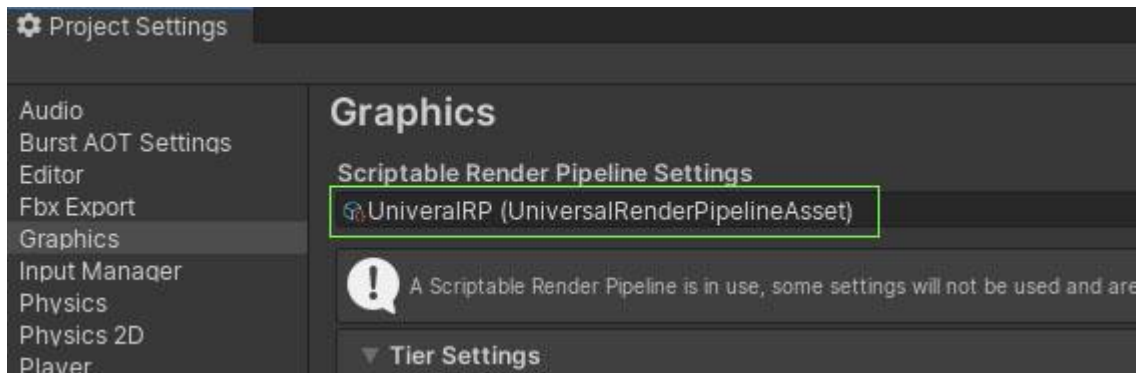 Project Settings
Audio
Burst AOT Settings
Editor
Fbx Export
Graphics
Input Manager
Physics
Physics 2D
Player
Graphics
Scriptable Render Pipeline Settings
UniveralRP (UniversalRenderPipelineAsset)
A Scriptable Render Pipeline is in use, some settings will not be used and are
Tier Settings